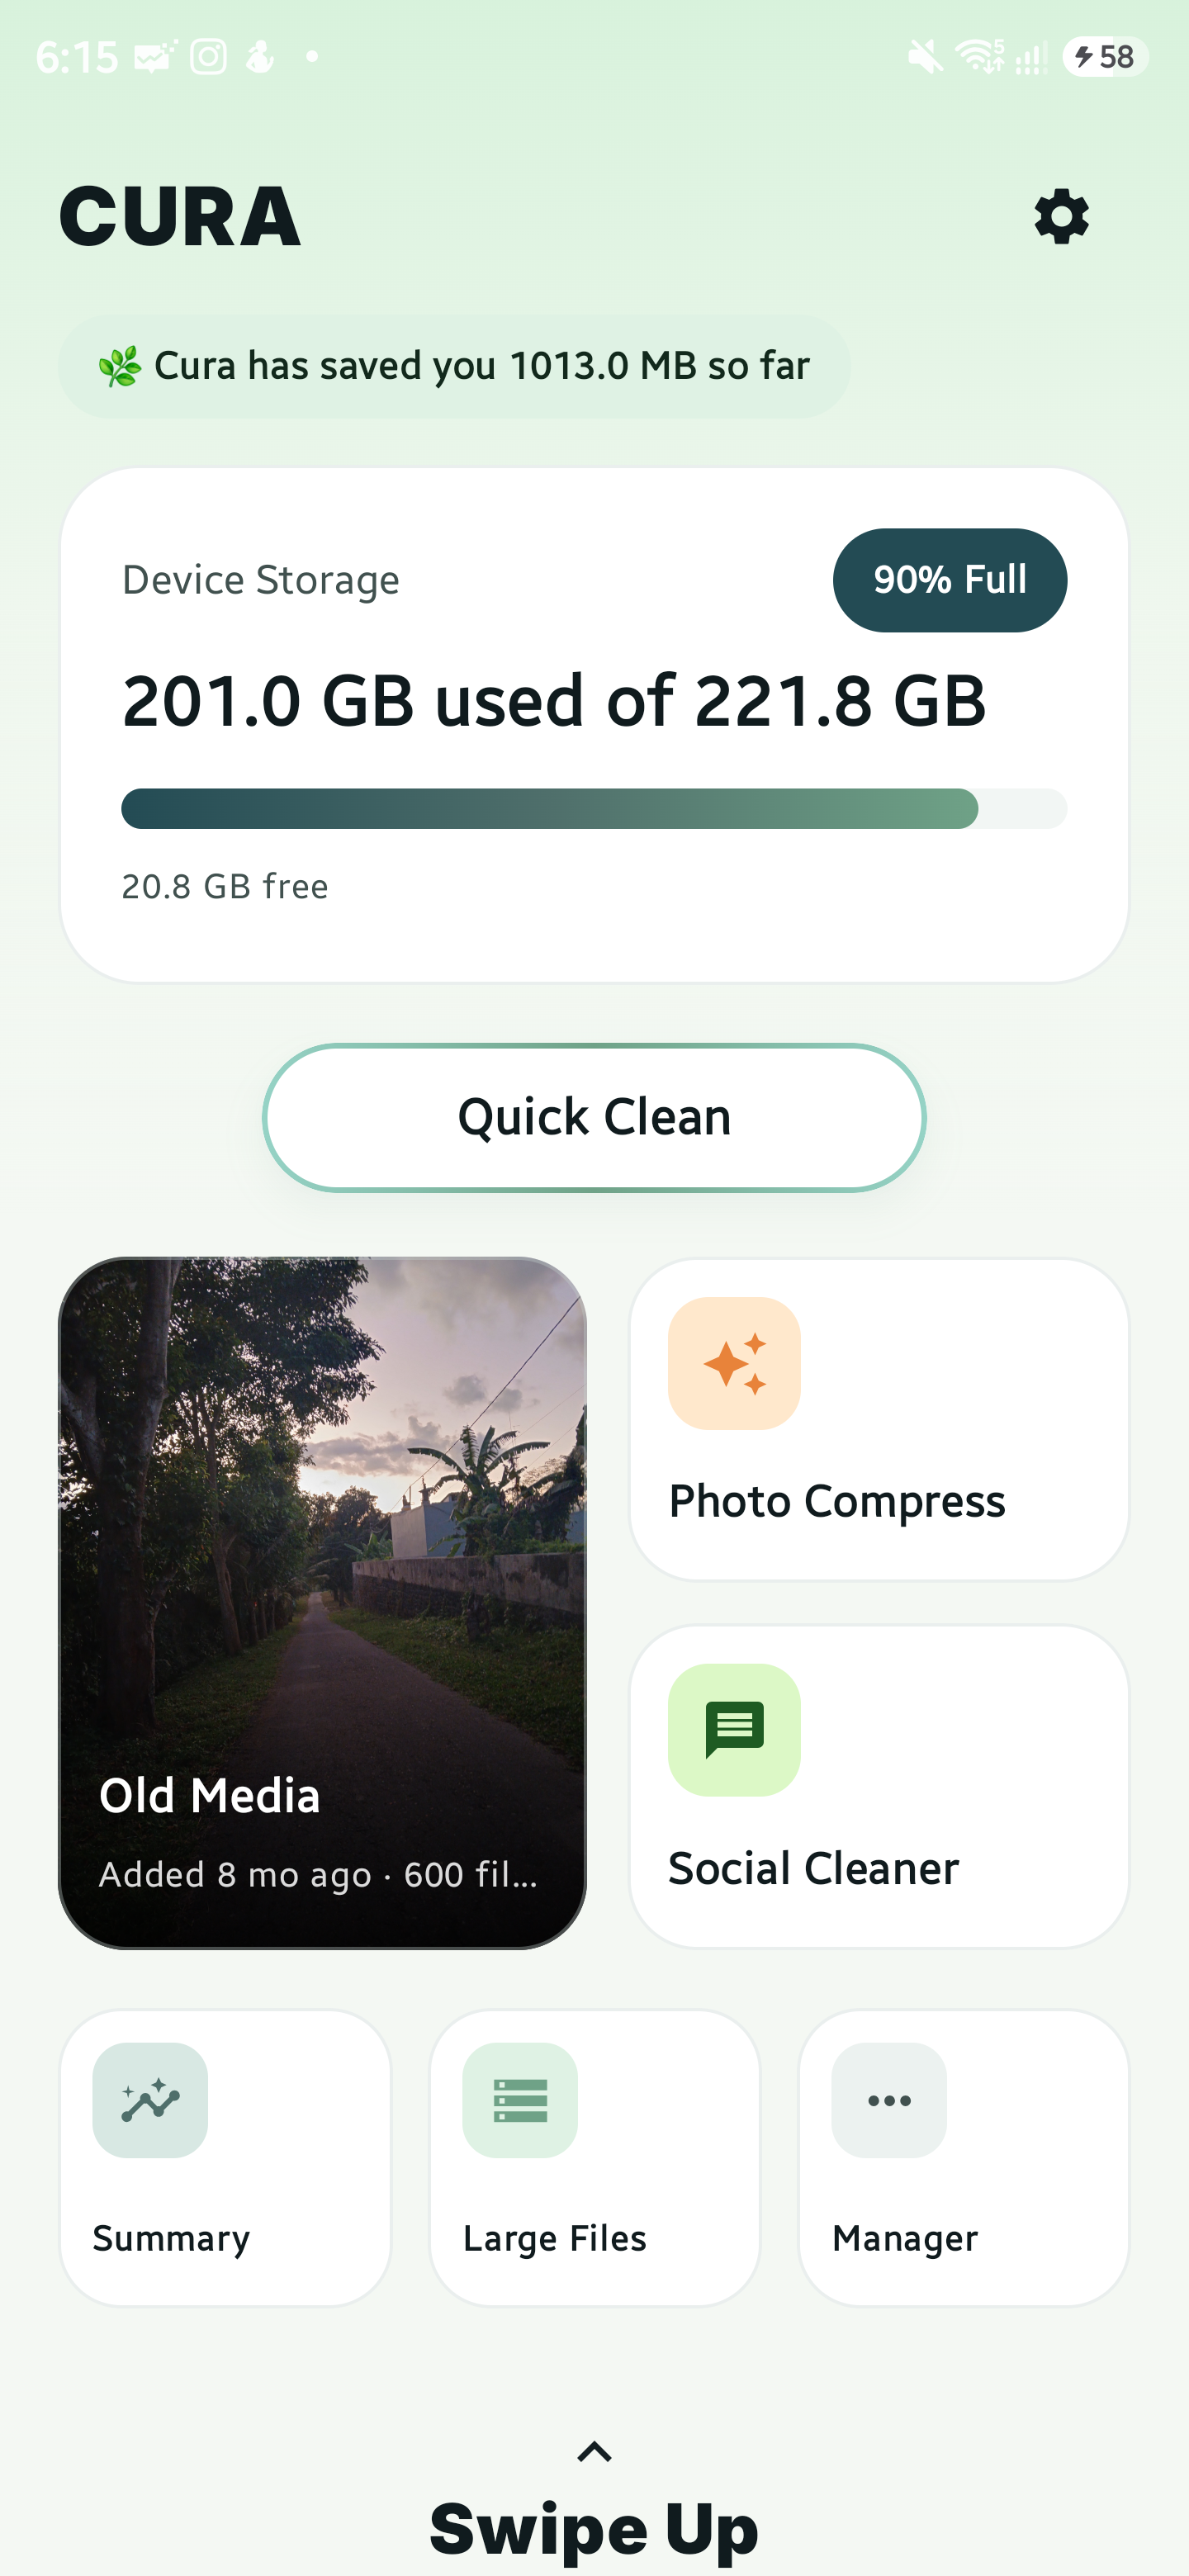 6:15
5
58
CURA
🌿 Cura has saved you 1013.0 MB so far
Device Storage
90% Full
201.0 GB used of 221.8 GB
20.8 GB free
Quick Clean
Old Media
Added 8 mo ago · 600 fil...
Photo Compress
Social Cleaner
Summary
Large Files
Manager
Swipe Up